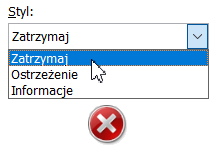 Styl:
Zatrzymaj
Zatrzymaj
Ostrzeżenie
Informacje